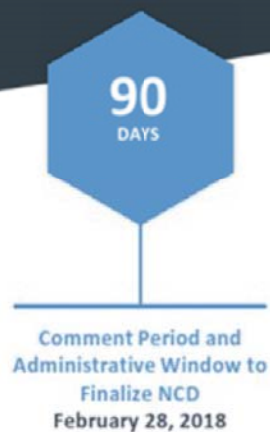 90
DAYS
Comment Period and
Administrative Window to
Finalize NCD
February 28, 2018